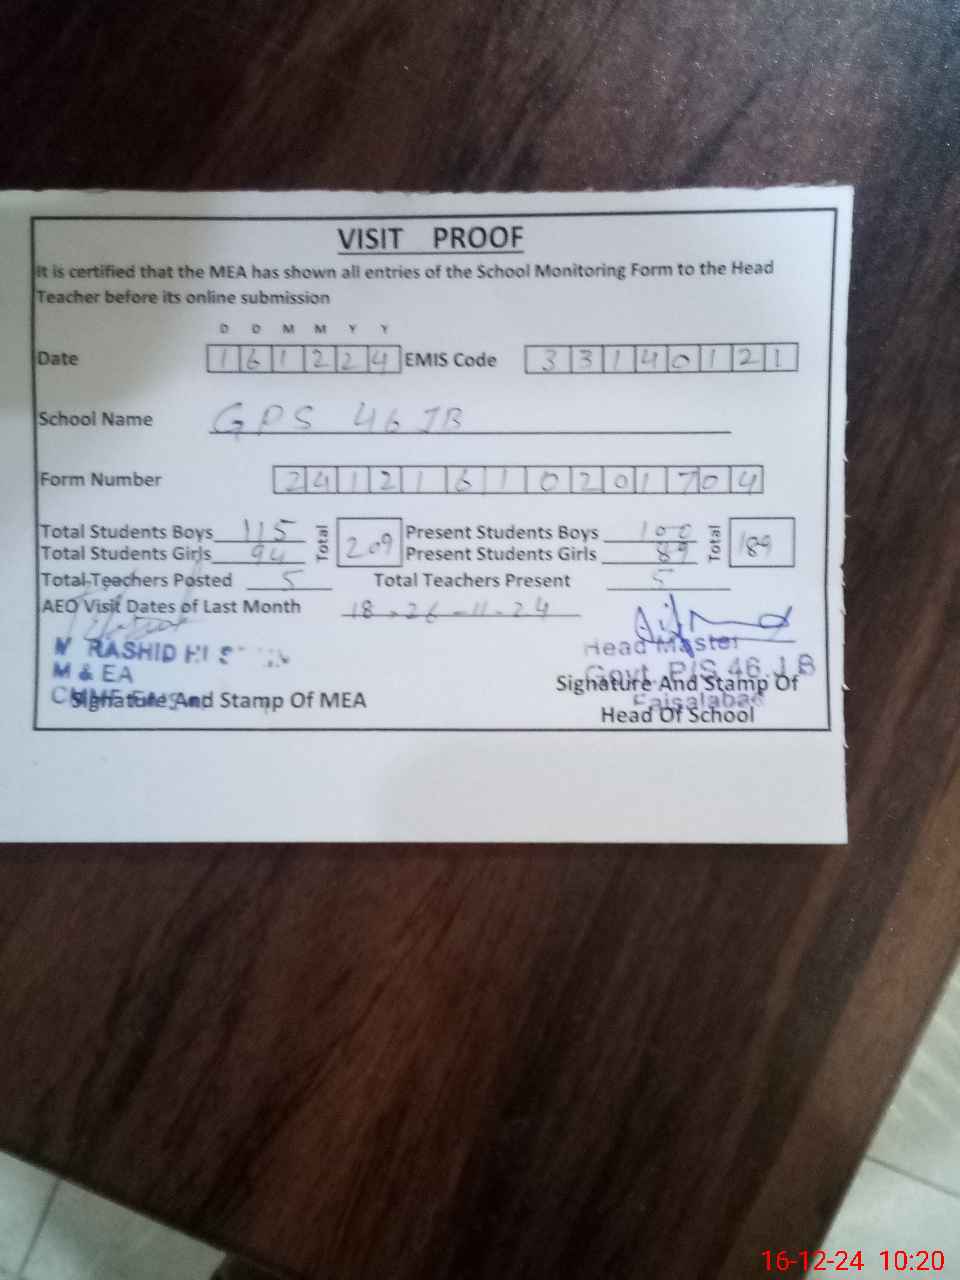 VISIT PROOF
It is certified that the MEA has shown all entries of the School Monitoring Form to the Head
Teacher before its online submission
D D M M Y Y
Date 1 6 1 2 2 4 EMIS Code 3 3 1 4 0 1 2 1
School Name GPS 46 JB
Form Number 2 4 1 2 1 6 1 0 2 0 1 7 0 4
Total Students Boys 115 Total 209 Present Students Boys 100 Total 189
Total Students Girls 94 Present Students Girls 89
Total Teachers Posted 5 Total Teachers Present 5
AEO Visit Dates of Last Month 18-26-11-24
RASHID
Head Master
M & EA
Govt. P/S 46 J B
Signature And Stamp Of MEA
Signature And Stamp Of
Faisalabad
Head Of School
16-12-24 10:20